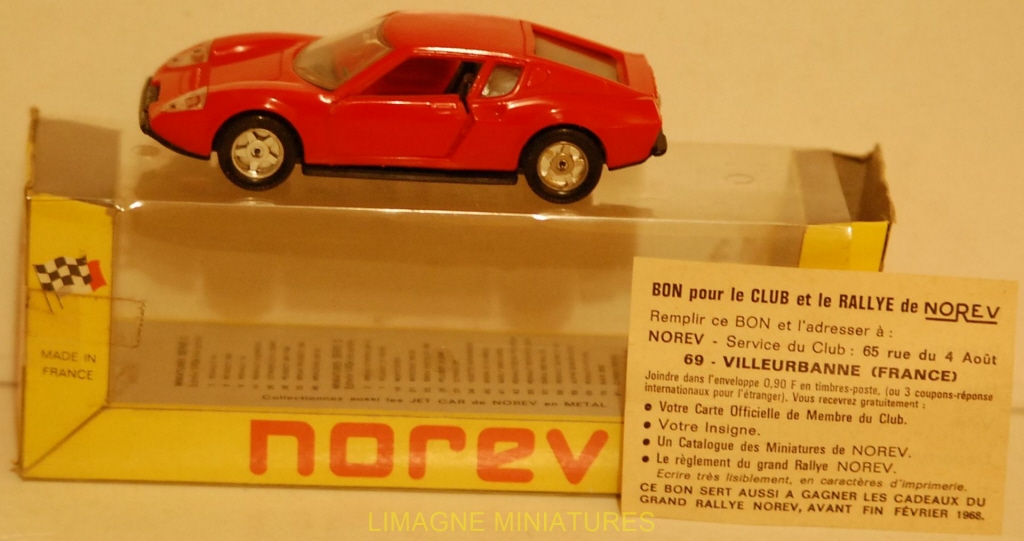 MADE IN
FRANCE
Collectionnez aussi les JET CAR de NOREV en METAL
norev
BON pour le CLUB et le RALLYE de NOREV
Remplir ce BON et l'adresser à :
NOREV - Service du Club : 65 rue du 4 Août
69 - VILLEURBANNE (FRANCE)
Joindre dans l'enveloppe 0,90 F en timbres-poste, (ou 3 coupons-réponse
internationaux pour l'étranger). Vous recevrez gratuitement :
● Votre Carte Officielle de Membre du Club.
● Votre Insigne.
● Un Catalogue des Miniatures de NOREV.
● Le règlement du grand Rallye NOREV.
Ecrire très lisiblement, en caractères d'imprimerie.
CE BON SERT AUSSI A GAGNER LES CADEAUX DU
GRAND RALLYE NOREV, AVANT FIN FÉVRIER 1968.
LIMAGNE MINIATURES